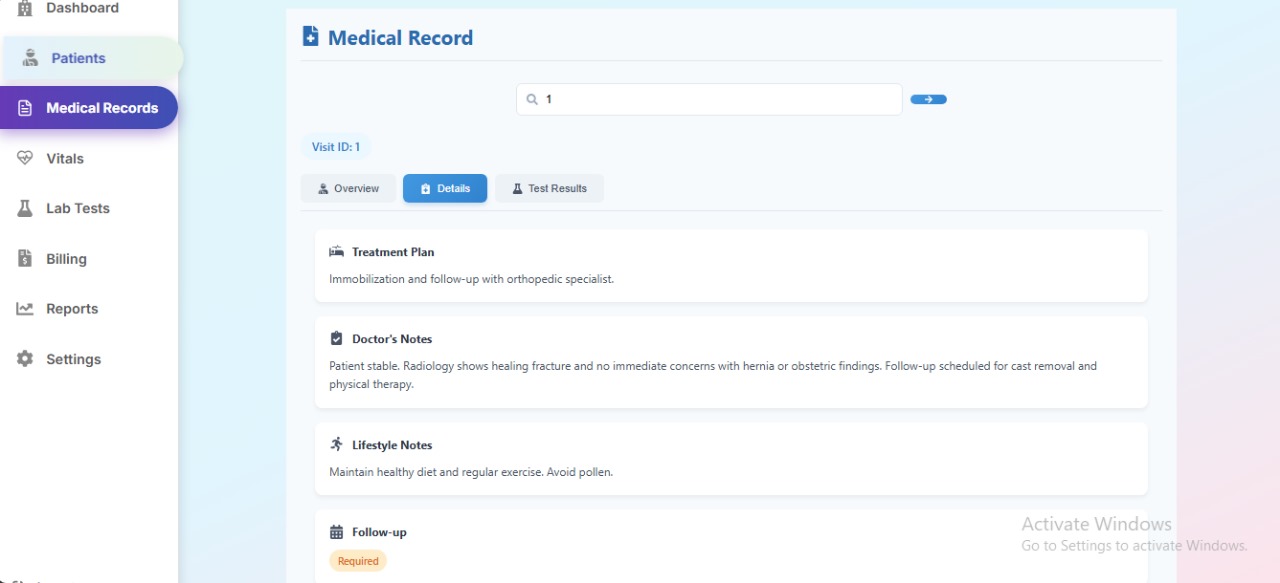 Dashboard
Patients
Medical Records
Vitals
Lab Tests
Billing
Reports
Settings
Medical Record
1
Visit ID: 1
Overview
Details
Test Results
Treatment Plan
Immobilization and follow-up with orthopedic specialist.
Doctor's Notes
Patient stable. Radiology shows healing fracture and no immediate concerns with hernia or obstetric findings. Follow-up scheduled for cast removal and
physical therapy.
Lifestyle Notes
Maintain healthy diet and regular exercise. Avoid pollen.
Follow-up
Required
Activate Windows
Go to Settings to activate Windows.